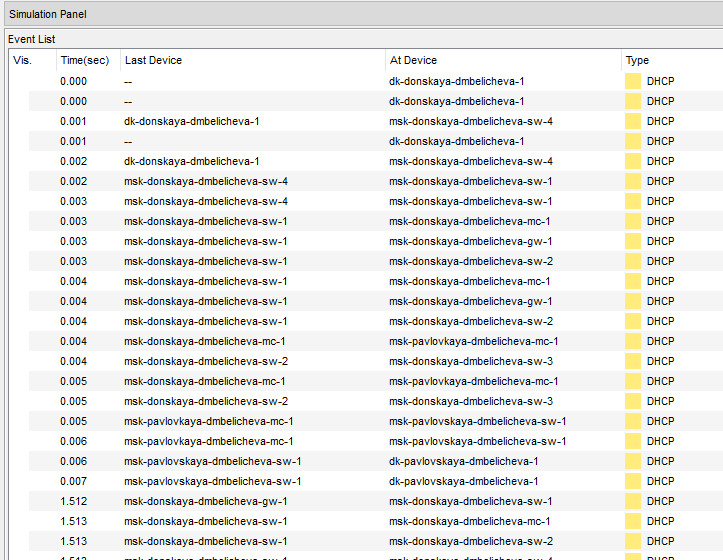 Simulation Panel
Event List
Vis. Time(sec) Last Device At Device Type
0.000 -- dk-donskaya-dmbelicheva-1 DHCP
0.000 -- dk-donskaya-dmbelicheva-1 DHCP
0.001 dk-donskaya-dmbelicheva-1 msk-donskaya-dmbelicheva-sw-4 DHCP
0.001 -- dk-donskaya-dmbelicheva-1 DHCP
0.002 dk-donskaya-dmbelicheva-1 msk-donskaya-dmbelicheva-sw-4 DHCP
0.002 msk-donskaya-dmbelicheva-sw-4 msk-donskaya-dmbelicheva-sw-1 DHCP
0.003 msk-donskaya-dmbelicheva-sw-4 msk-donskaya-dmbelicheva-sw-1 DHCP
0.003 msk-donskaya-dmbelicheva-sw-1 msk-donskaya-dmbelicheva-mc-1 DHCP
0.003 msk-donskaya-dmbelicheva-sw-1 msk-donskaya-dmbelicheva-gw-1 DHCP
0.003 msk-donskaya-dmbelicheva-sw-1 msk-donskaya-dmbelicheva-sw-2 DHCP
0.004 msk-donskaya-dmbelicheva-sw-1 msk-donskaya-dmbelicheva-mc-1 DHCP
0.004 msk-donskaya-dmbelicheva-sw-1 msk-donskaya-dmbelicheva-gw-1 DHCP
0.004 msk-donskaya-dmbelicheva-sw-1 msk-donskaya-dmbelicheva-sw-2 DHCP
0.004 msk-donskaya-dmbelicheva-mc-1 msk-pavlovkaya-dmbelicheva-mc-1 DHCP
0.004 msk-donskaya-dmbelicheva-sw-2 msk-donskaya-dmbelicheva-sw-3 DHCP
0.005 msk-donskaya-dmbelicheva-mc-1 msk-pavlovkaya-dmbelicheva-mc-1 DHCP
0.005 msk-donskaya-dmbelicheva-sw-2 msk-donskaya-dmbelicheva-sw-3 DHCP
0.005 msk-pavlovkaya-dmbelicheva-mc-1 msk-pavlovskaya-dmbelicheva-sw-1 DHCP
0.006 msk-pavlovkaya-dmbelicheva-mc-1 msk-pavlovskaya-dmbelicheva-sw-1 DHCP
0.006 msk-pavlovskaya-dmbelicheva-sw-1 dk-pavlovskaya-dmbelicheva-1 DHCP
0.007 msk-pavlovskaya-dmbelicheva-sw-1 dk-pavlovskaya-dmbelicheva-1 DHCP
1.512 msk-donskaya-dmbelicheva-gw-1 msk-donskaya-dmbelicheva-sw-1 DHCP
1.513 msk-donskaya-dmbelicheva-sw-1 msk-donskaya-dmbelicheva-mc-1 DHCP
1.513 msk-donskaya-dmbelicheva-sw-1 msk-donskaya-dmbelicheva-sw-2 DHCP